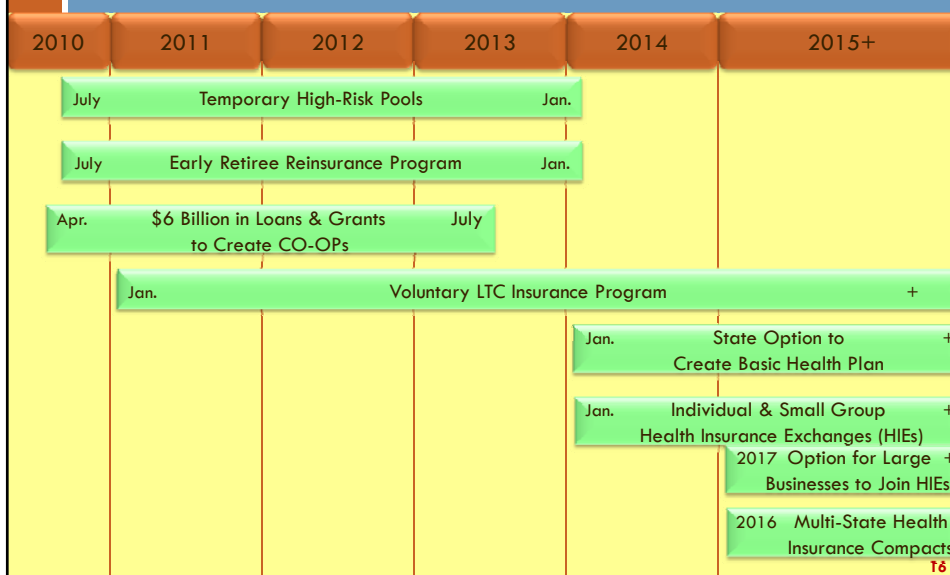 2010 2011 2012 2013 2014 2015+
July Temporary High-Risk Pools Jan.
July Early Retiree Reinsurance Program Jan.
Apr. $6 Billion in Loans & Grants July
to Create CO-OPs
Jan. Voluntary LTC Insurance Program +
Jan. State Option to +
Create Basic Health Plan
Jan. Individual & Small Group +
Health Insurance Exchanges (HIEs)
2017 Option for Large +
Businesses to Join HIEs
2016 Multi-State Health
Insurance Compacts
16